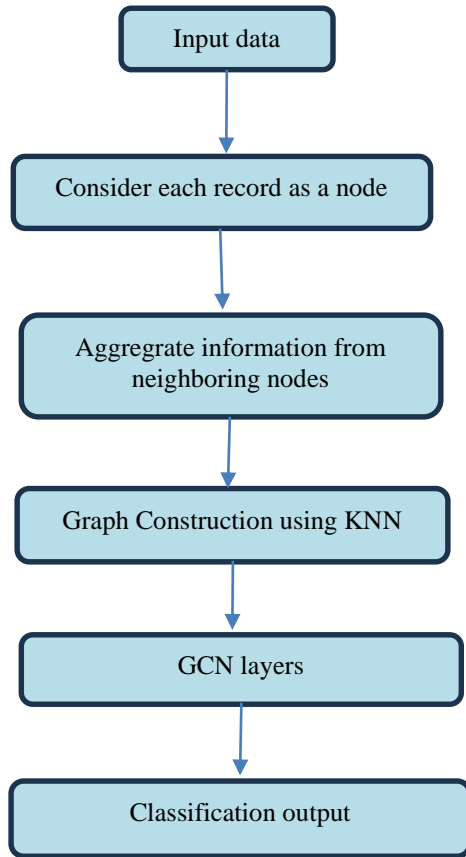 Input data
Consider each record as a node
Aggregrate information from
neighboring nodes
Graph Construction using KNN
GCN layers
Classification output